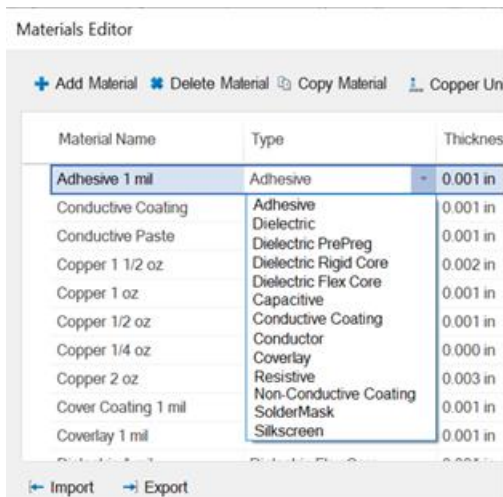 Materials Editor
Add Material Delete Material Copy Material Copper Un
Material Name Type Thicknes
Adhesive 1 mil Adhesive 0.001 in
Conductive Coating Adhesive 0.001 in
Dielectric
Conductive Paste Dielectric PrePreg 0.001 in
Copper 1 1/2 oz Dielectric Rigid Core 0.002 in
Dielectric Flex Core
Copper 1 oz Capacitive 0.001 in
Copper 1/2 oz Conductive Coating 0.001 in
Conductor
Copper 1/4 oz Coverlay 0.000 in
Copper 2 oz Resistive 0.003 in
Non-Conductive Coating
Cover Coating 1 mil SolderMask 0.001 in
Coverlay 1 mil Silkscreen 0.001 in
Import Export